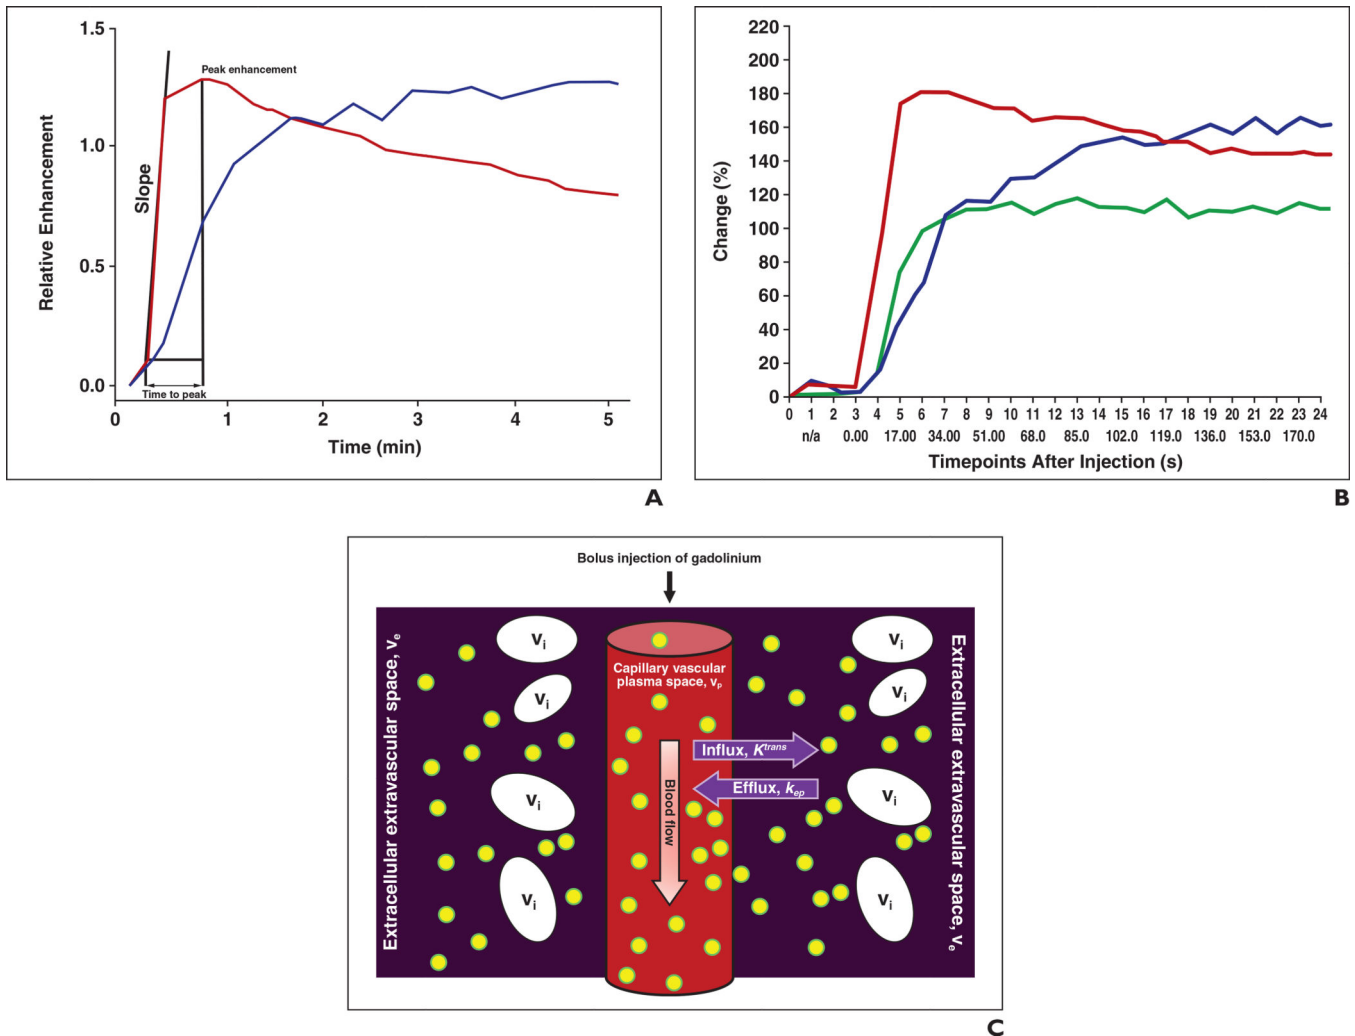 1.5
1.0
0.5
0.0
Relative Enhancement
Slope
Peak enhancement
Time to peak
0
1
2
3
4
5
Time (min)
A
220
200
180
160
140
120
100
80
60
40
20
0
Change (%)
0 1 2 3 4 5 6 7 8 9 10 11 12 13 14 15 16 17 18 19 20 21 22 23 24
n/a 0.00 17.00 34.00 51.00 68.0 85.0 102.0 119.0 136.0 153.0 170.0
Timepoints After Injection (s)
B
Bolus injection of gadolinium
Extracellular extravascular space, ve
vi
vi
vi
vi
Capillary vascular
plasma space, vp
Influx, Ktrans
Efflux, kep
Blood flow
vi
vi
vi
vi
Extracellular extravascular space, ve
C